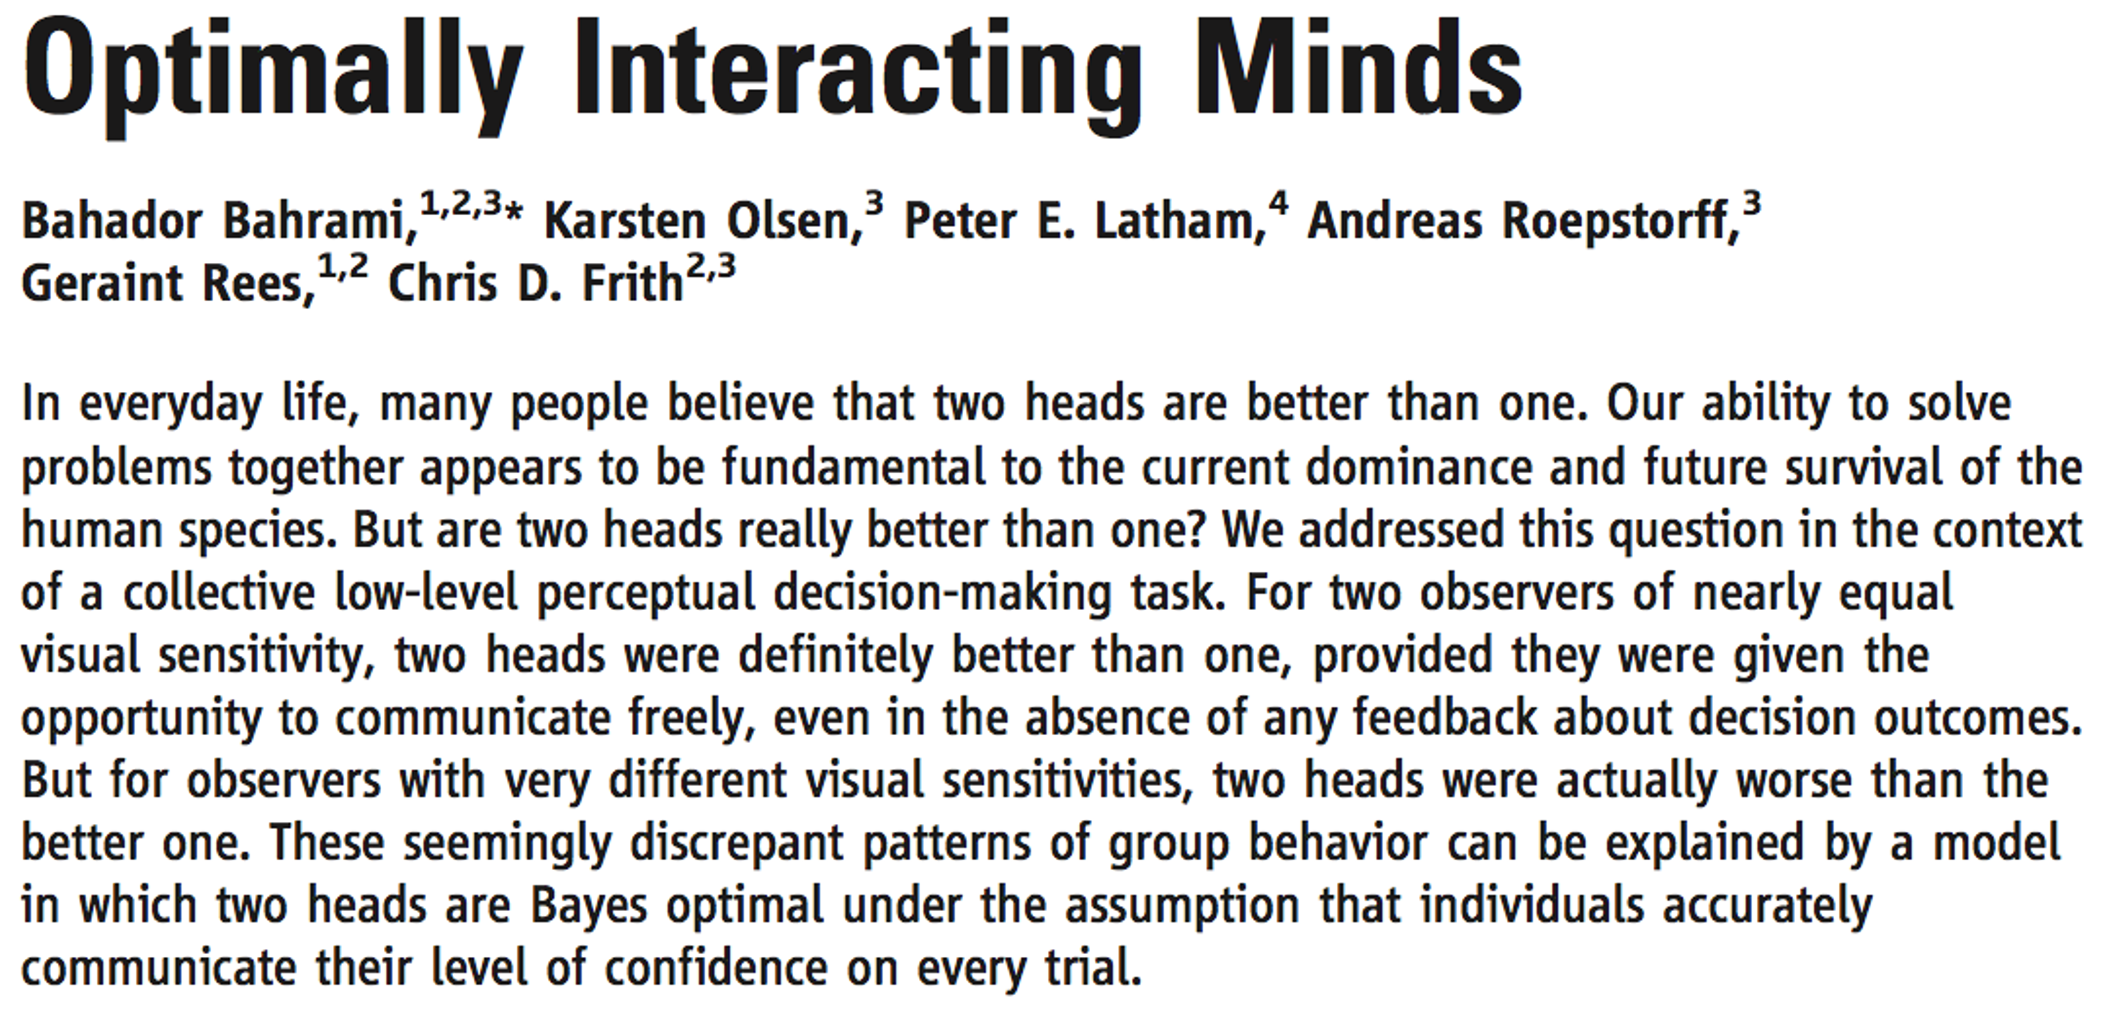 Optimally Interacting Minds
Bahador Bahrami,1,2,3* Karsten Olsen,3 Peter E. Latham,4 Andreas Roepstorff,3
Geraint Rees,1,2 Chris D. Frith2,3
In everyday life, many people believe that two heads are better than one. Our ability to solve
problems together appears to be fundamental to the current dominance and future survival of the
human species. But are two heads really better than one? We addressed this question in the context
of a collective low-level perceptual decision-making task. For two observers of nearly equal
visual sensitivity, two heads were definitely better than one, provided they were given the
opportunity to communicate freely, even in the absence of any feedback about decision outcomes.
But for observers with very different visual sensitivities, two heads were actually worse than the
better one. These seemingly discrepant patterns of group behavior can be explained by a model
in which two heads are Bayes optimal under the assumption that individuals accurately
communicate their level of confidence on every trial.